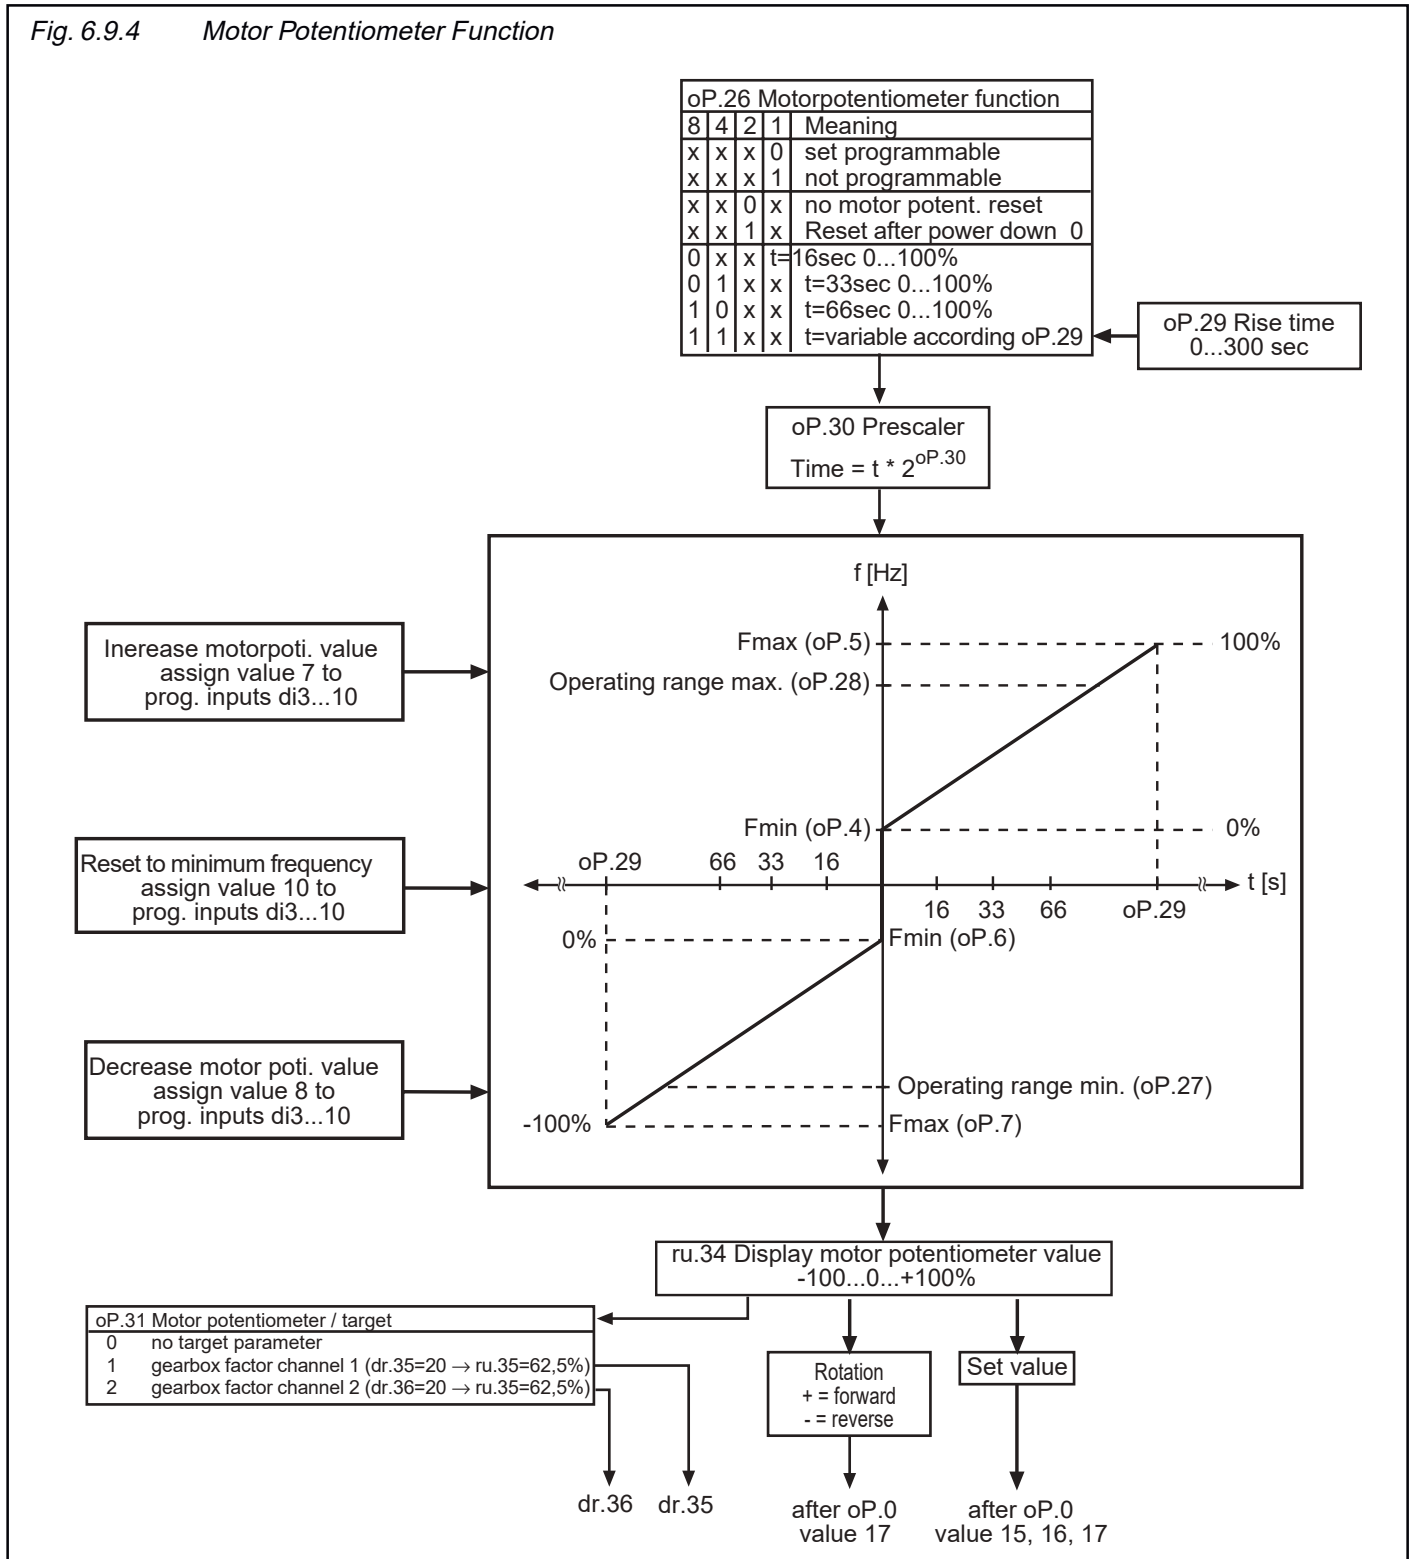 Fig. 6.9.4 Motor Potentiometer Function
oP.26 Motorpotentiometer function
8 4 2 1 Meaning
x x x 0 set programmable
x x x 1 not programmable
x x 0 x no motor potent. reset
x x 1 x Reset after power down 0
0 x x t=16sec 0...100%
0 1 x x t=33sec 0...100%
1 0 x x t=66sec 0...100%
1 1 x x t=variable according oP.29
oP.29 Rise time
0...300 sec
oP.30 Prescaler
Time = t * 2^oP.30
Inerease motorpoti. value
assign value 7 to
prog. inputs di3...10
Reset to minimum frequency
assign value 10 to
prog. inputs di3...10
Decrease motor poti. value
assign value 8 to
prog. inputs di3...10
f [Hz]
Fmax (oP.5)
100%
Operating range max. (oP.28)
Fmin (oP.4)
0%
oP.29 66 33 16
t [s]
16 33 66 oP.29
0%
Fmin (oP.6)
Operating range min. (oP.27)
-100%
Fmax (oP.7)
ru.34 Display motor potentiometer value
-100...0...+100%
oP.31 Motor potentiometer / target
0 no target parameter
1 gearbox factor channel 1 (dr.35=20 → ru.35=62,5%)
2 gearbox factor channel 2 (dr.36=20 → ru.35=62,5%)
Rotation
+ = forward
- = reverse
Set value
dr.36 dr.35
after oP.0
value 17
after oP.0
value 15, 16, 17